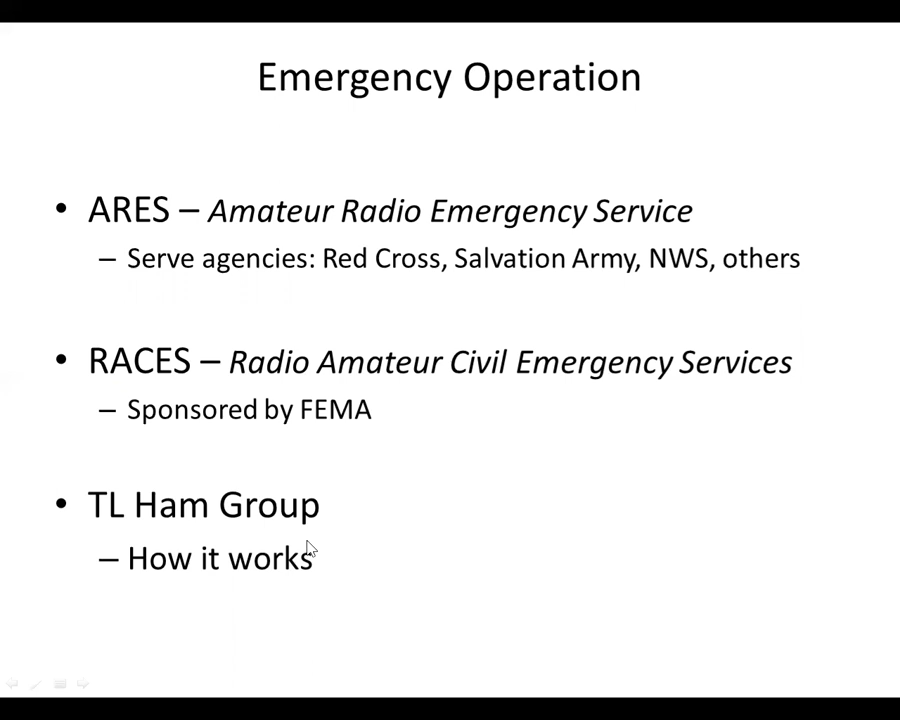 Emergency Operation
• ARES – Amateur Radio Emergency Service
– Serve agencies: Red Cross, Salvation Army, NWS, others
• RACES – Radio Amateur Civil Emergency Services
– Sponsored by FEMA
• TL Ham Group
– How it works